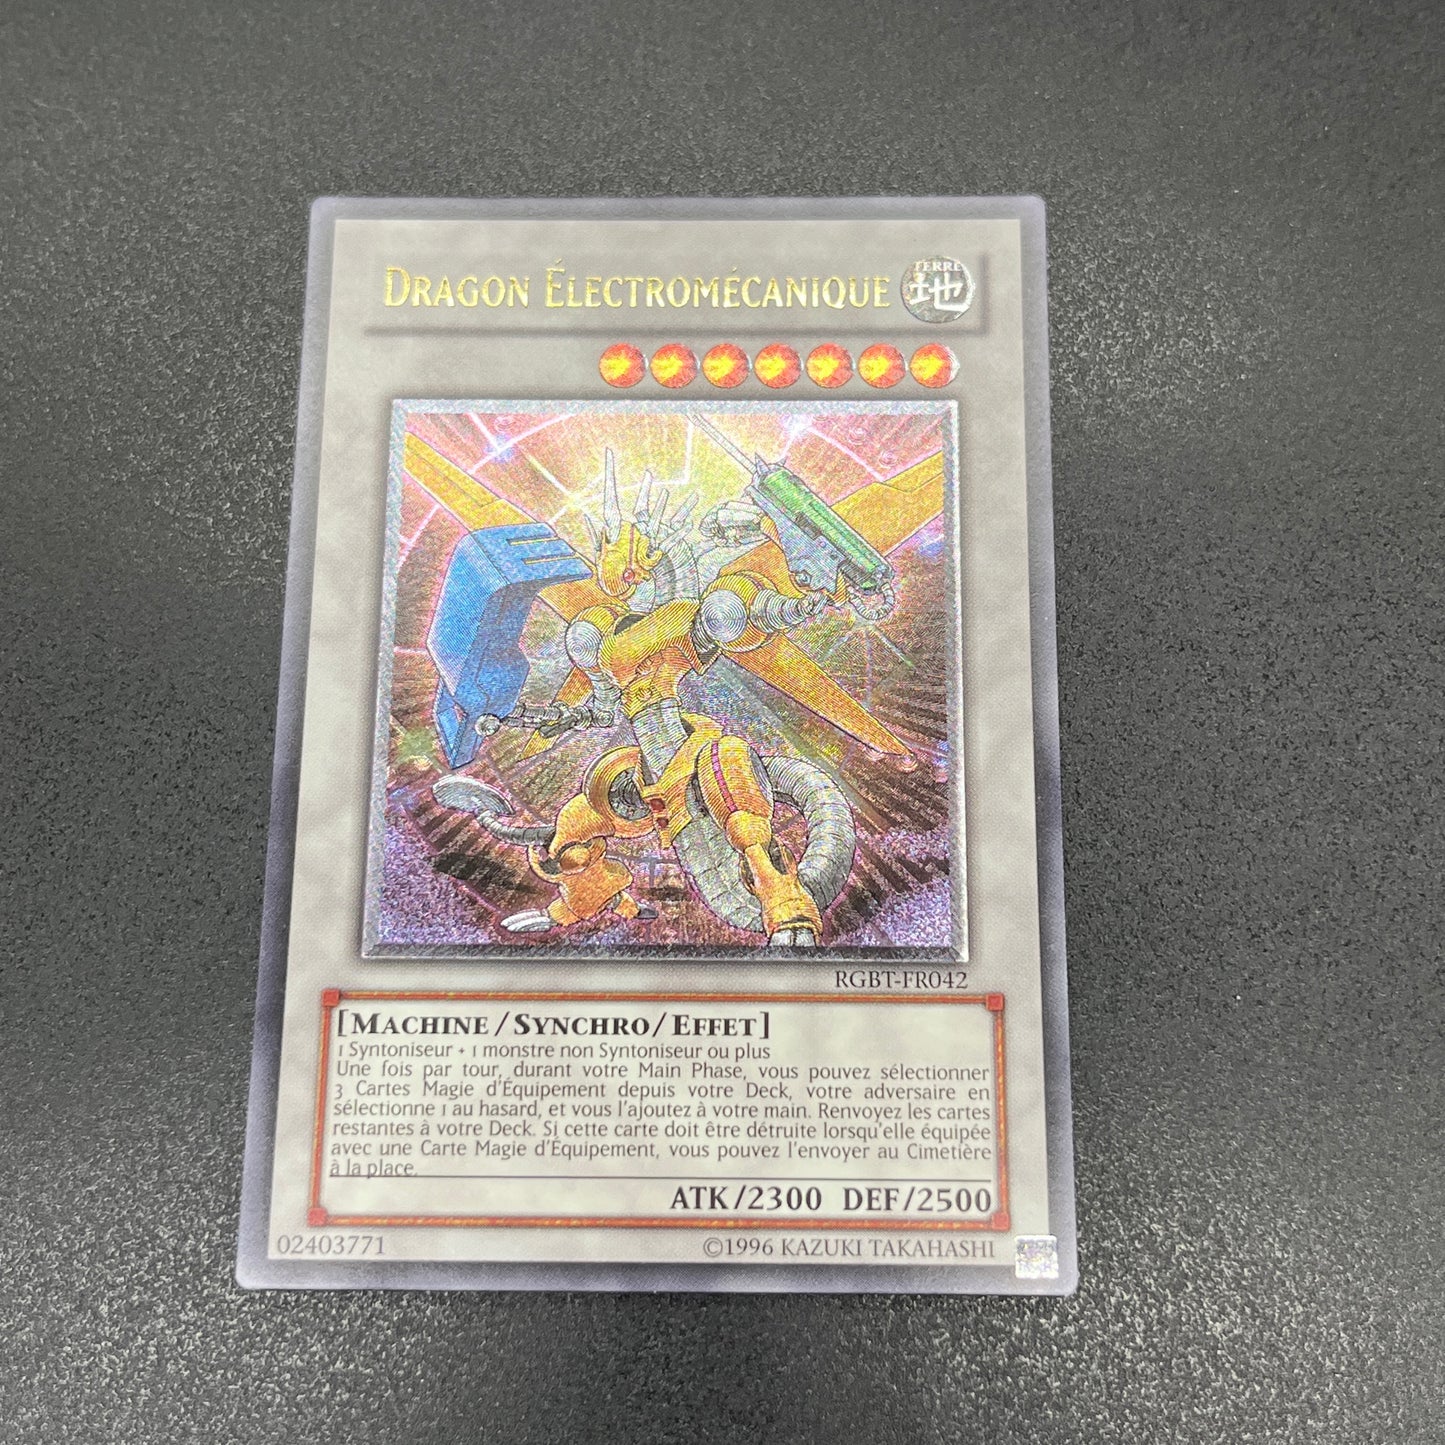 DRAGON ÉLECTROMÉCANIQUE
TERRE
地
RGBT-FR042
[MACHINE/SYNCHRO/EFFET]
1 Syntoniseur + 1 monstre non Syntoniseur ou plus
Une fois par tour, durant votre Main Phase, vous pouvez sélectionner
3 Cartes Magie d'Équipement depuis votre Deck, votre adversaire en
sélectionne 1 au hasard, et vous l'ajoutez à votre main. Renvoyez les cartes
restantes à votre Deck. Si cette carte doit être détruite lorsqu'elle équipée
avec une Carte Magie d'Équipement, vous pouvez l'envoyer au Cimetière
à la place.
ATK/2300 DEF/2500
02403771
©1996 KAZUKI TAKAHASHI